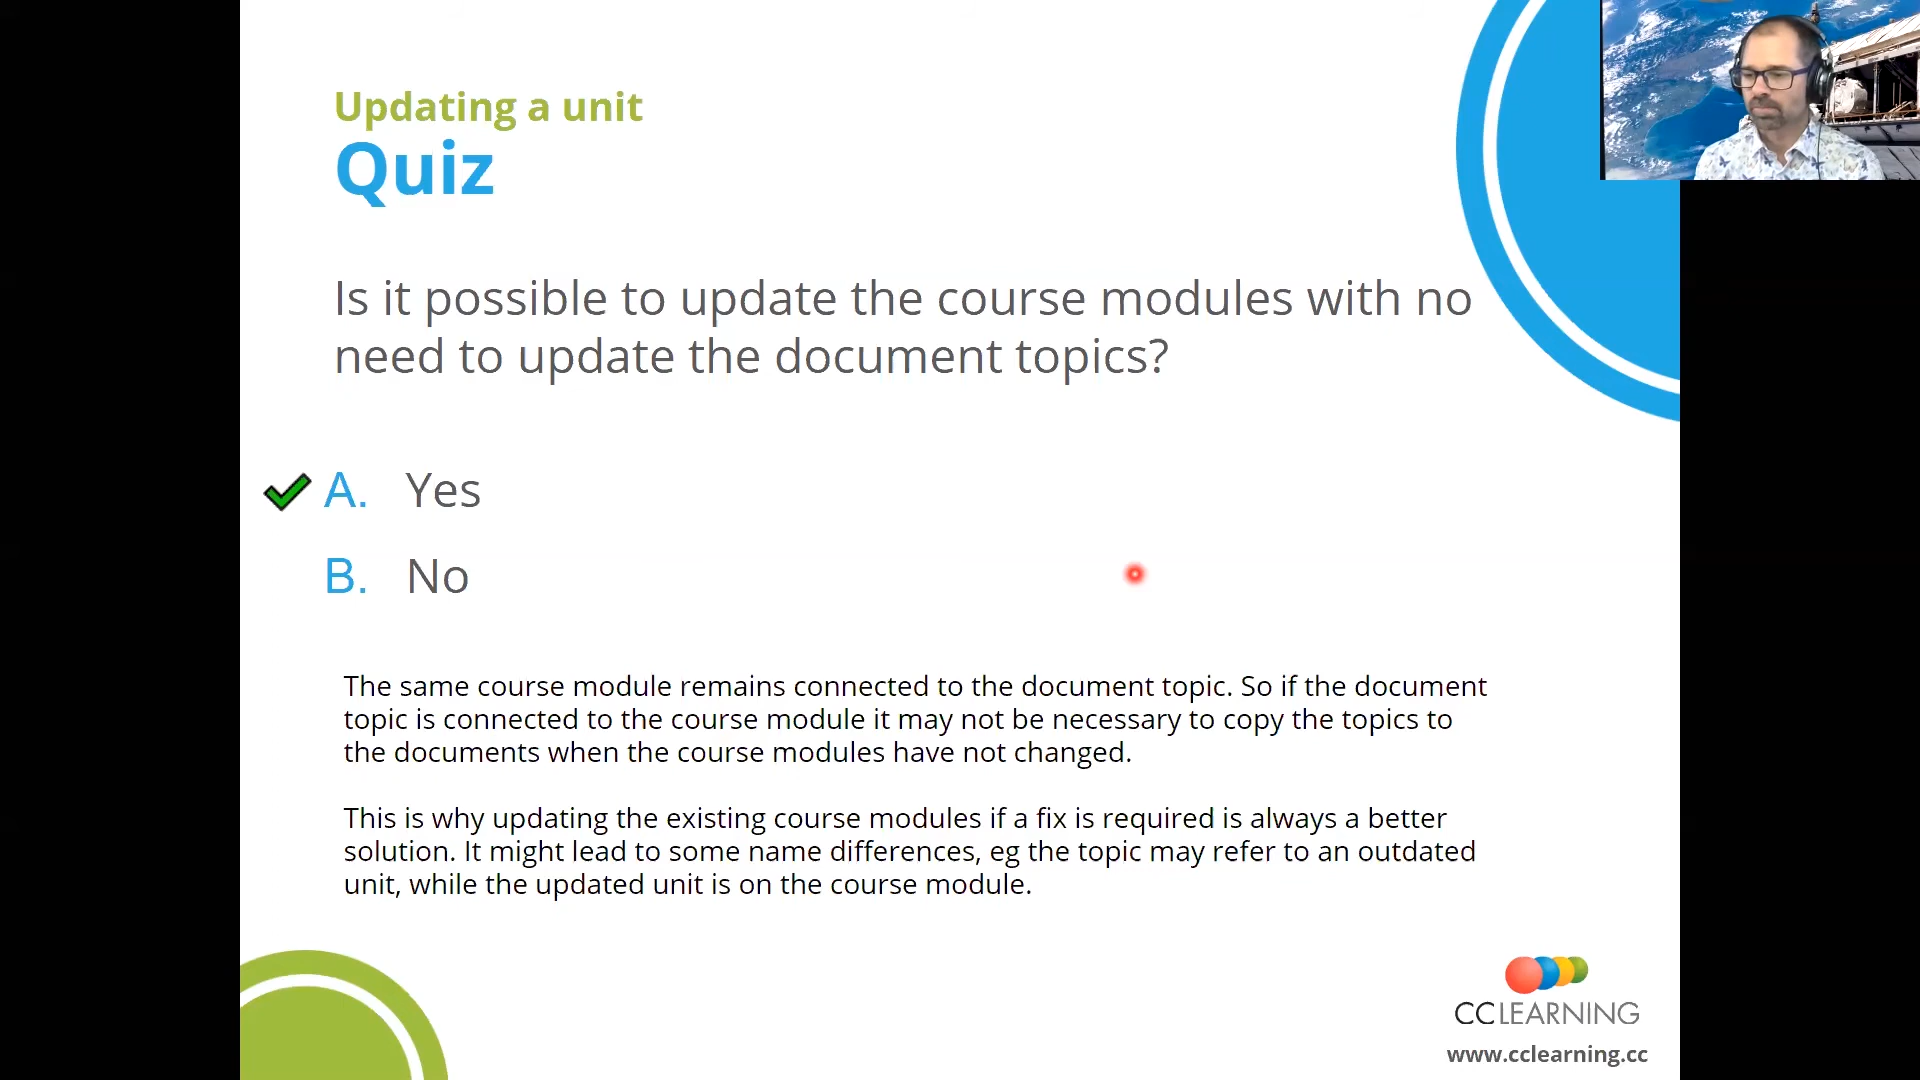 Updating a unit
Quiz
Is it possible to update the course modules with no
need to update the document topics?
A. Yes
B. No
The same course module remains connected to the document topic. So if the document
topic is connected to the course module it may not be necessary to copy the topics to
the documents when the course modules have not changed.
This is why updating the existing course modules if a fix is required is always a better
solution. It might lead to some name differences, eg the topic may refer to an outdated
unit, while the updated unit is on the course module.
CCLEARNING
www.cclearning.cc